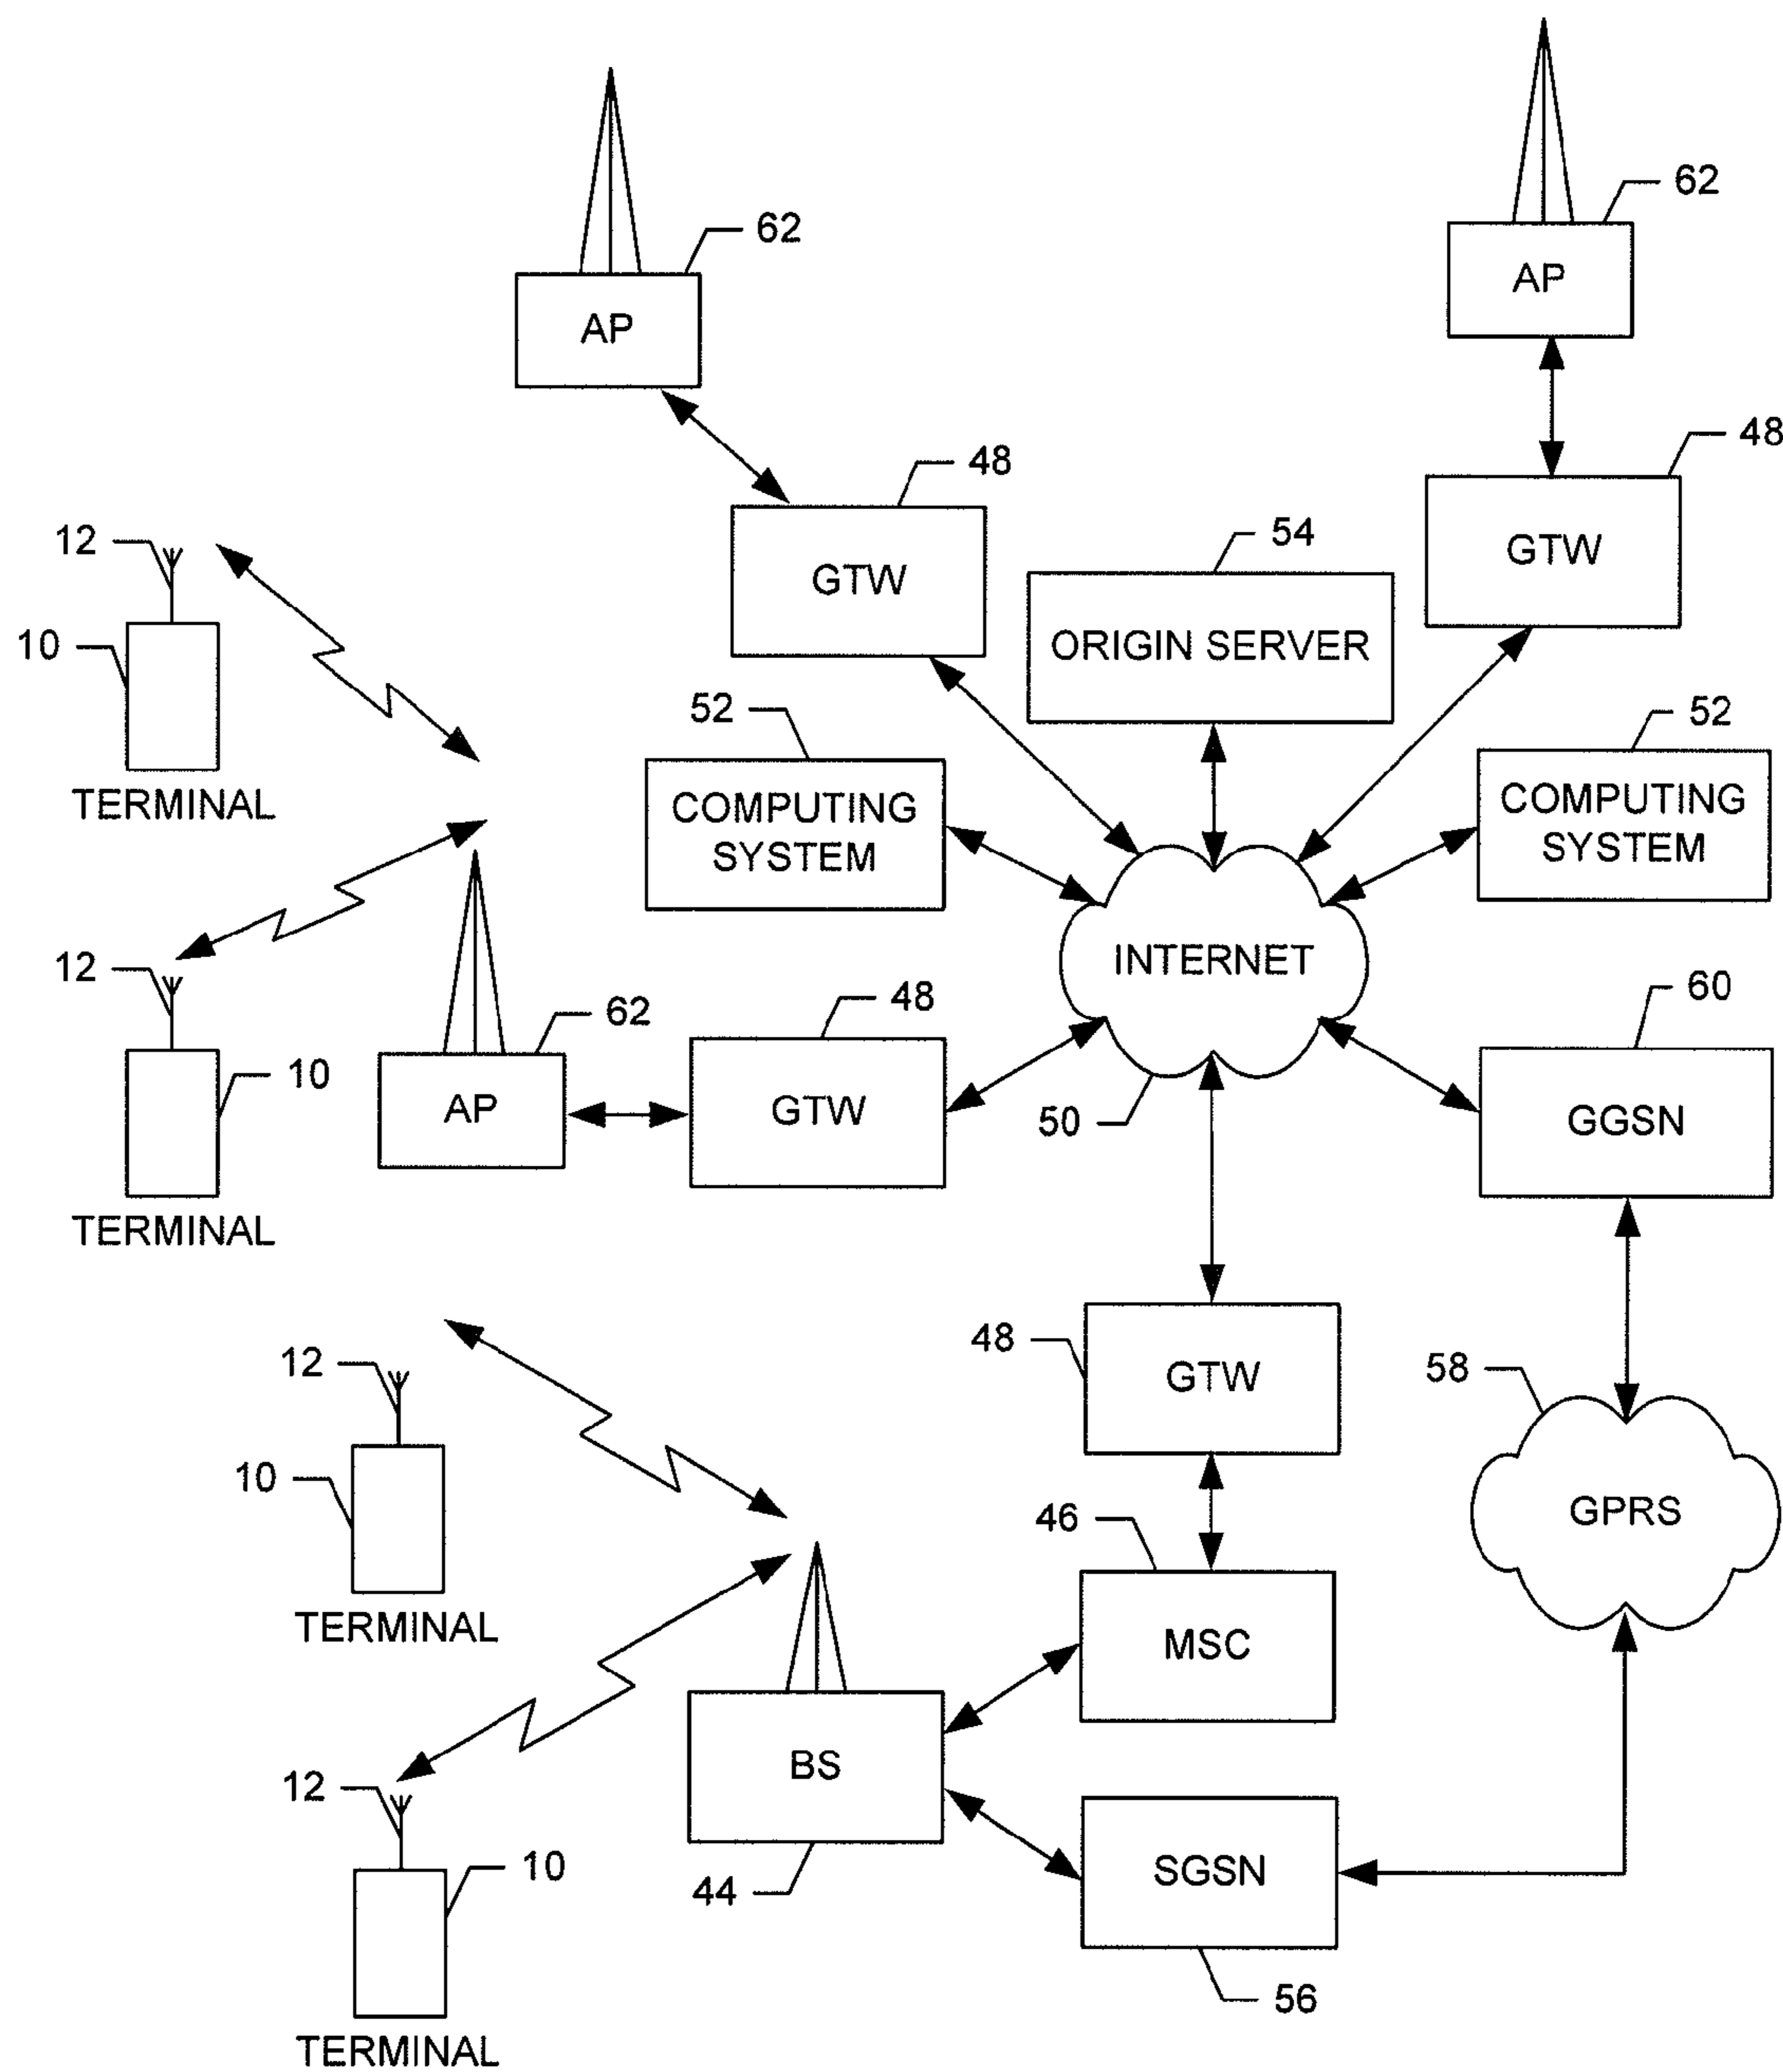 62
AP
62
AP
48
GTW
48
GTW
12
10
TERMINAL
54
ORIGIN SERVER
52
COMPUTING
SYSTEM
52
COMPUTING
SYSTEM
INTERNET
50
12
10
TERMINAL
62
AP
48
GTW
60
GGSN
48
GTW
58
GPRS
12
10
TERMINAL
46
MSC
BS
44
12
10
TERMINAL
SGSN
56